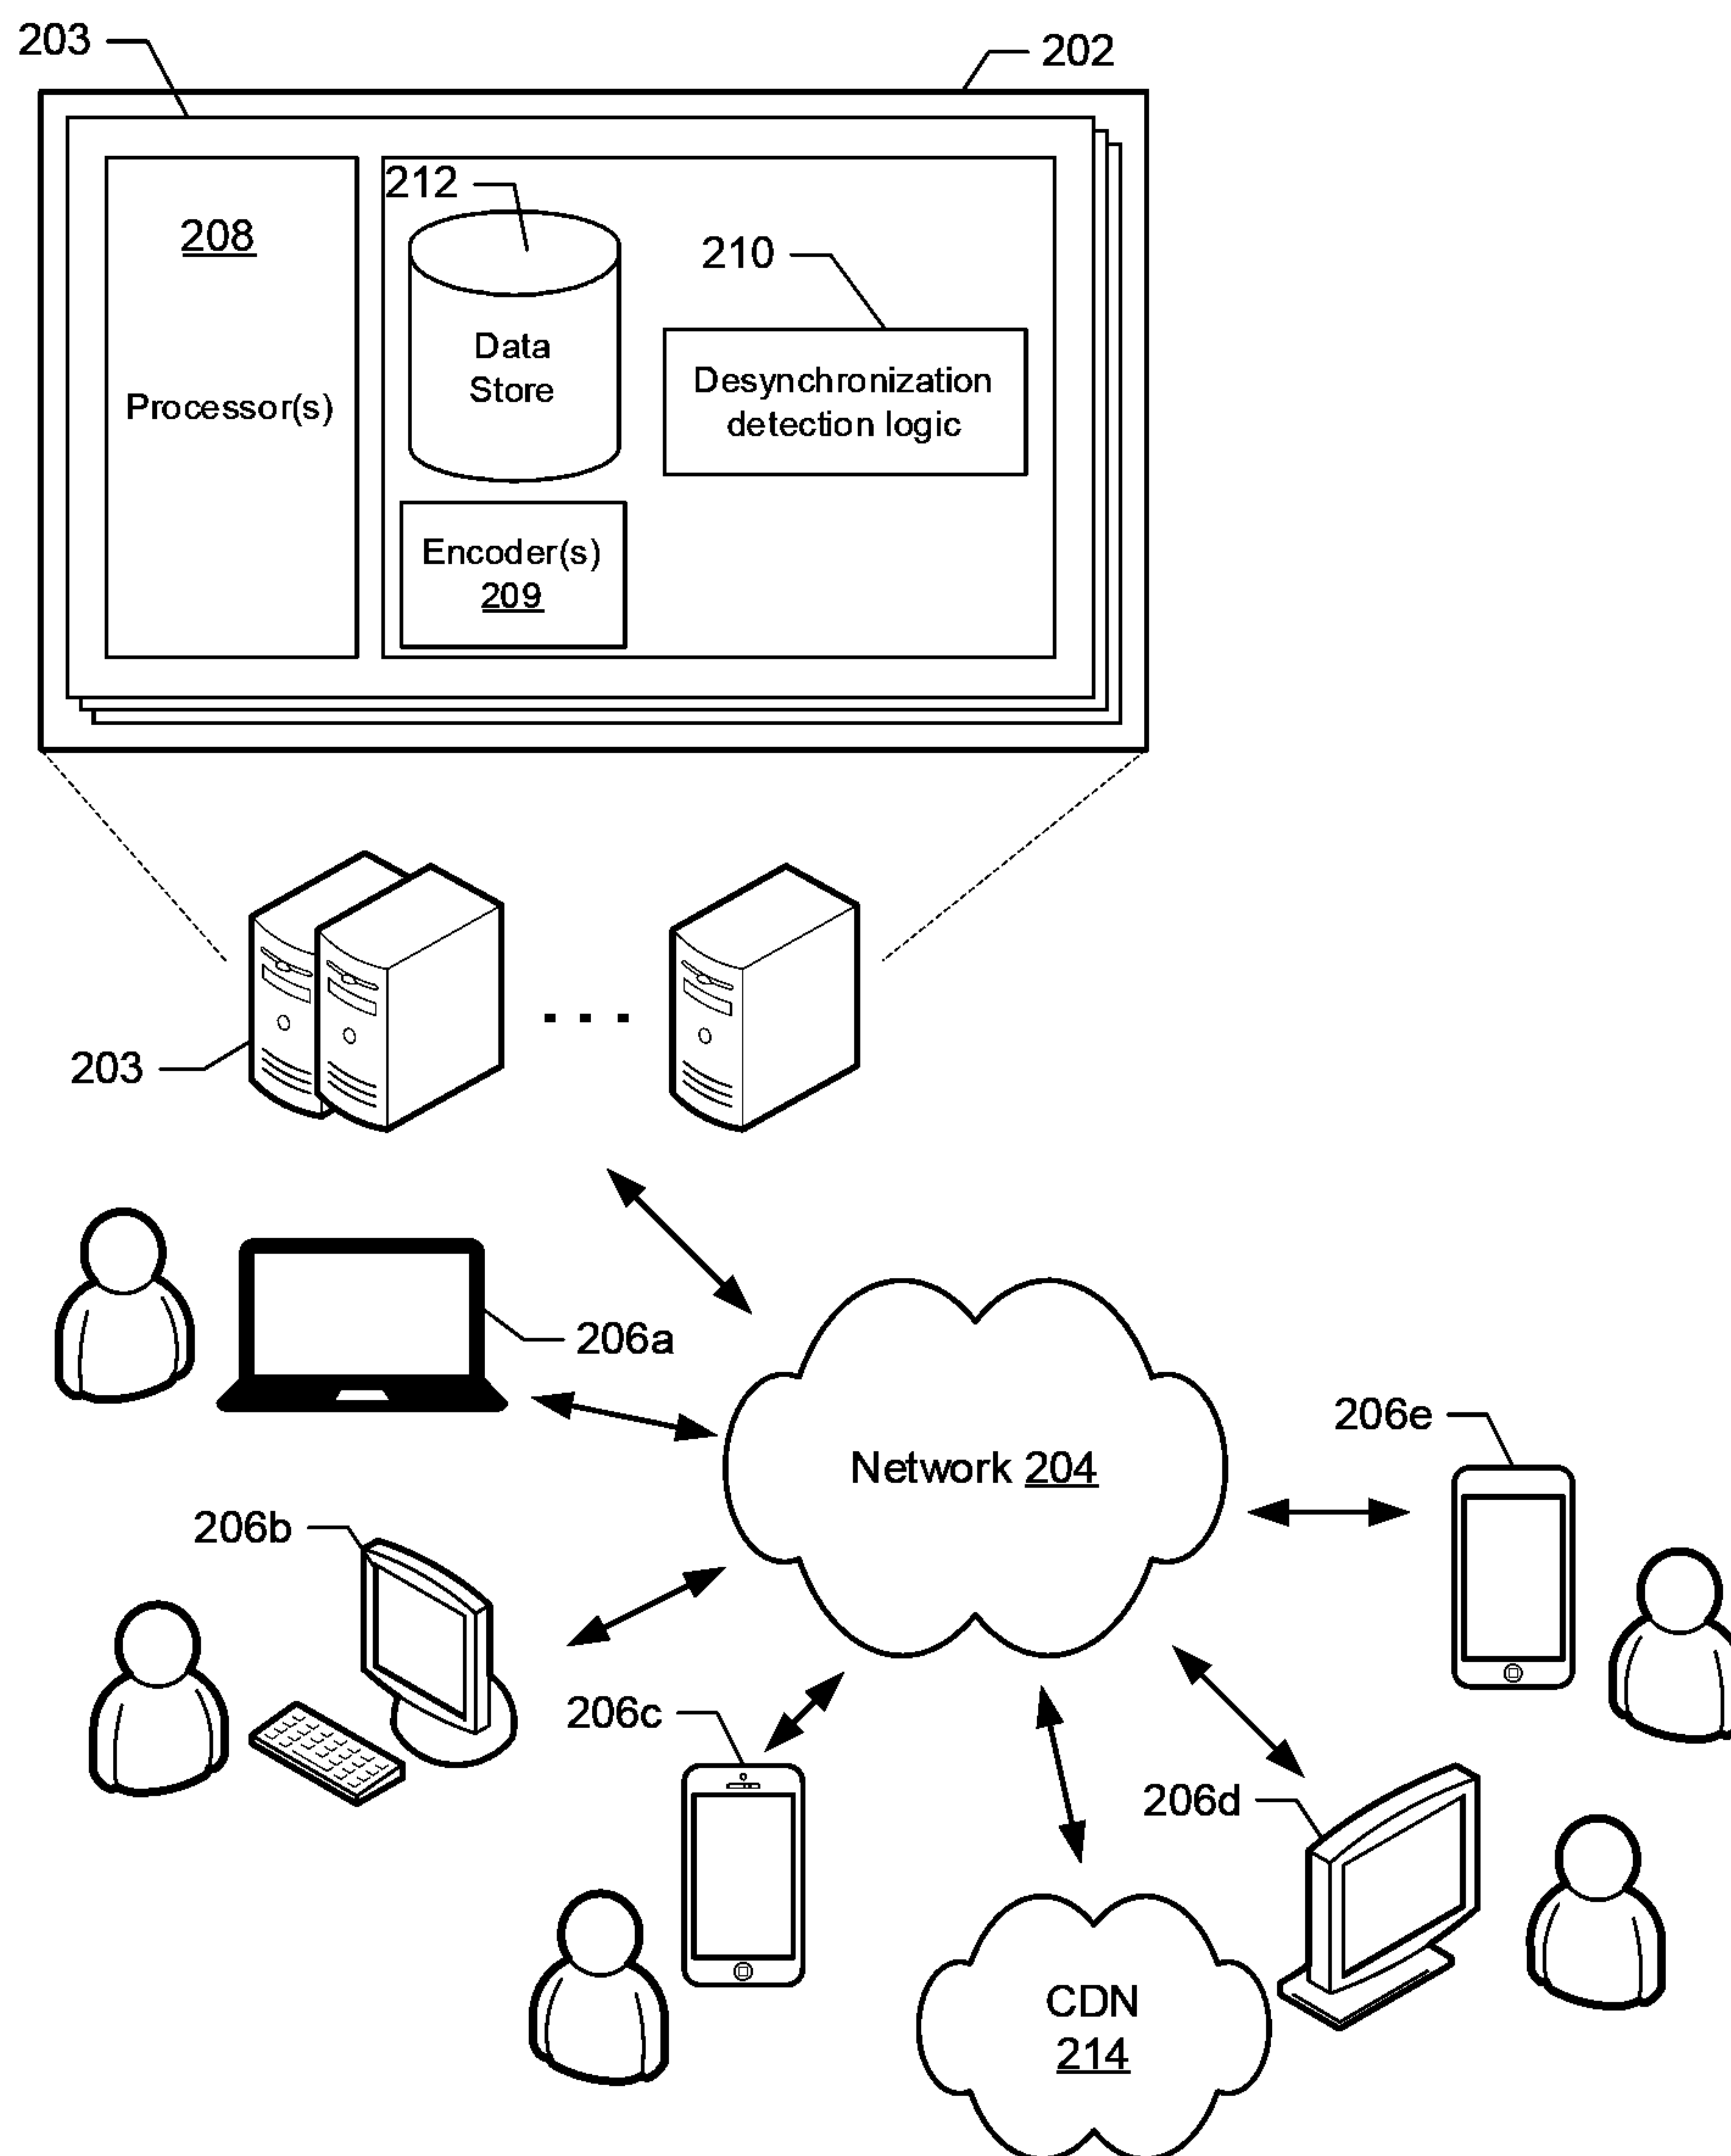 203
202
208
Processor(s)
212
Data
Store
210
Desynchronization
detection logic
Encoder(s)
209
203
206a
Network 204
206e
206b
206c
206d
CDN
214